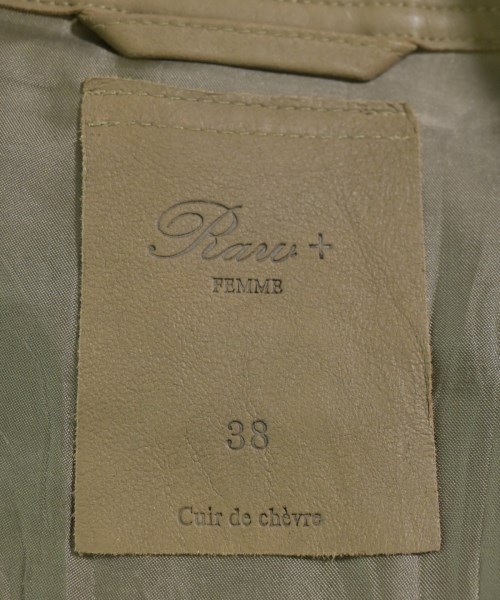 Raw+
FEMME
38
Cuir de chèvre